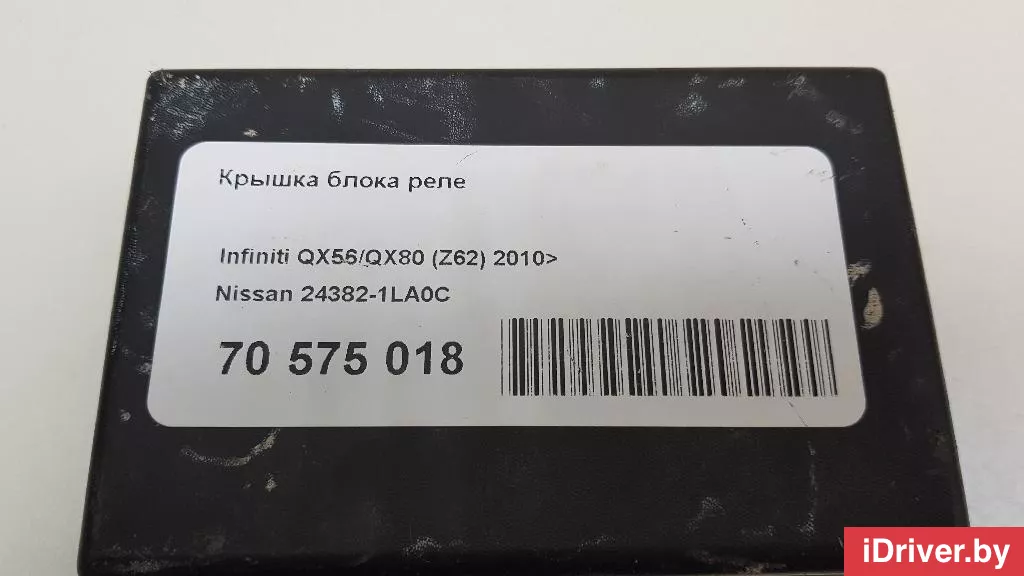 Крышка блока реле
Infiniti QX56/QX80 (Z62) 2010>
Nissan 24382-1LA0C
70 575 018
iDriver.by